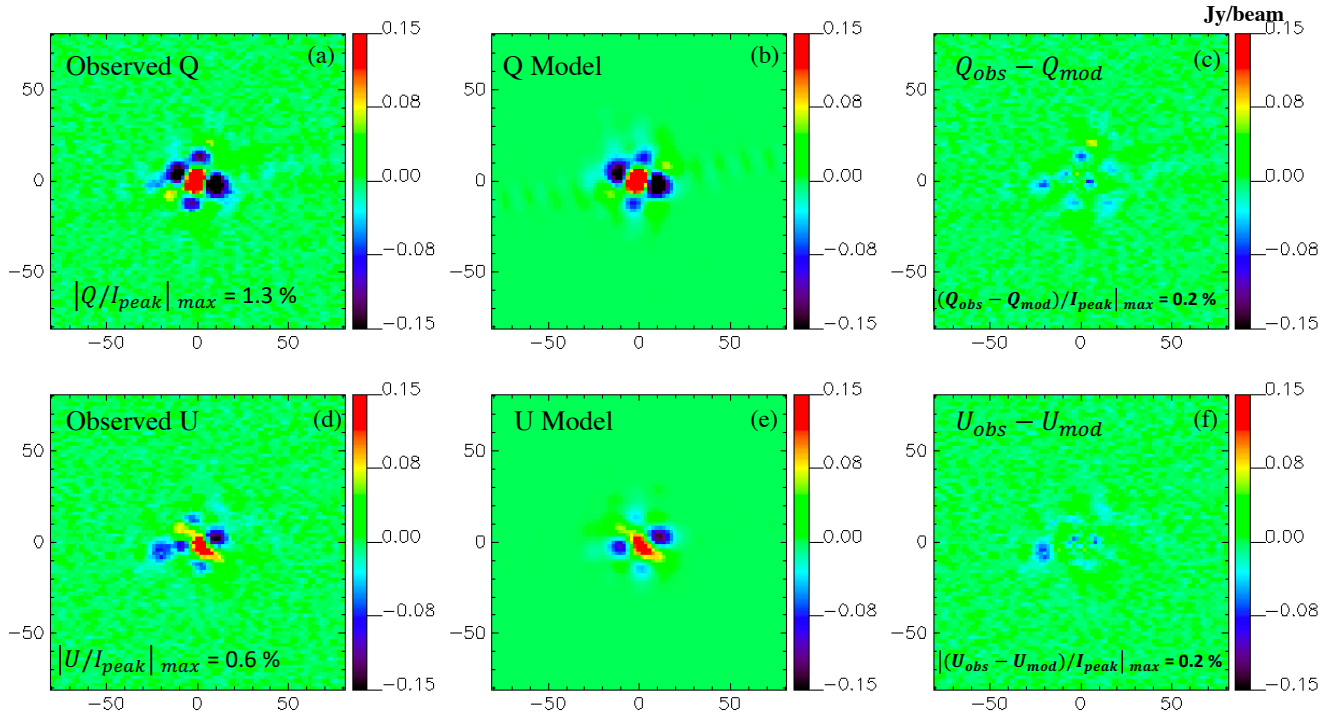 Jy/beam
Observed Q (a)
Q Model (b)
Q_obs − Q_mod (c)
0.15
0.08
0.00
−0.08
−0.15
0.15
0.08
0.00
−0.08
−0.15
0.15
0.08
0.00
−0.08
−0.15
50
0
−50
50
0
−50
50
0
−50
|Q/I_peak| max = 1.3 %
|(Q_obs − Q_mod)/I_peak| max = 0.2 %
−50 0 50
−50 0 50
−50 0 50
Observed U (d)
U Model (e)
U_obs − U_mod (f)
0.15
0.08
0.00
−0.08
−0.15
0.15
0.08
0.00
−0.08
−0.15
0.15
0.08
0.00
−0.08
−0.15
50
0
−50
50
0
−50
50
0
−50
|U/I_peak| max = 0.6 %
|(U_obs − U_mod)/I_peak| max = 0.2 %
−50 0 50
−50 0 50
−50 0 50